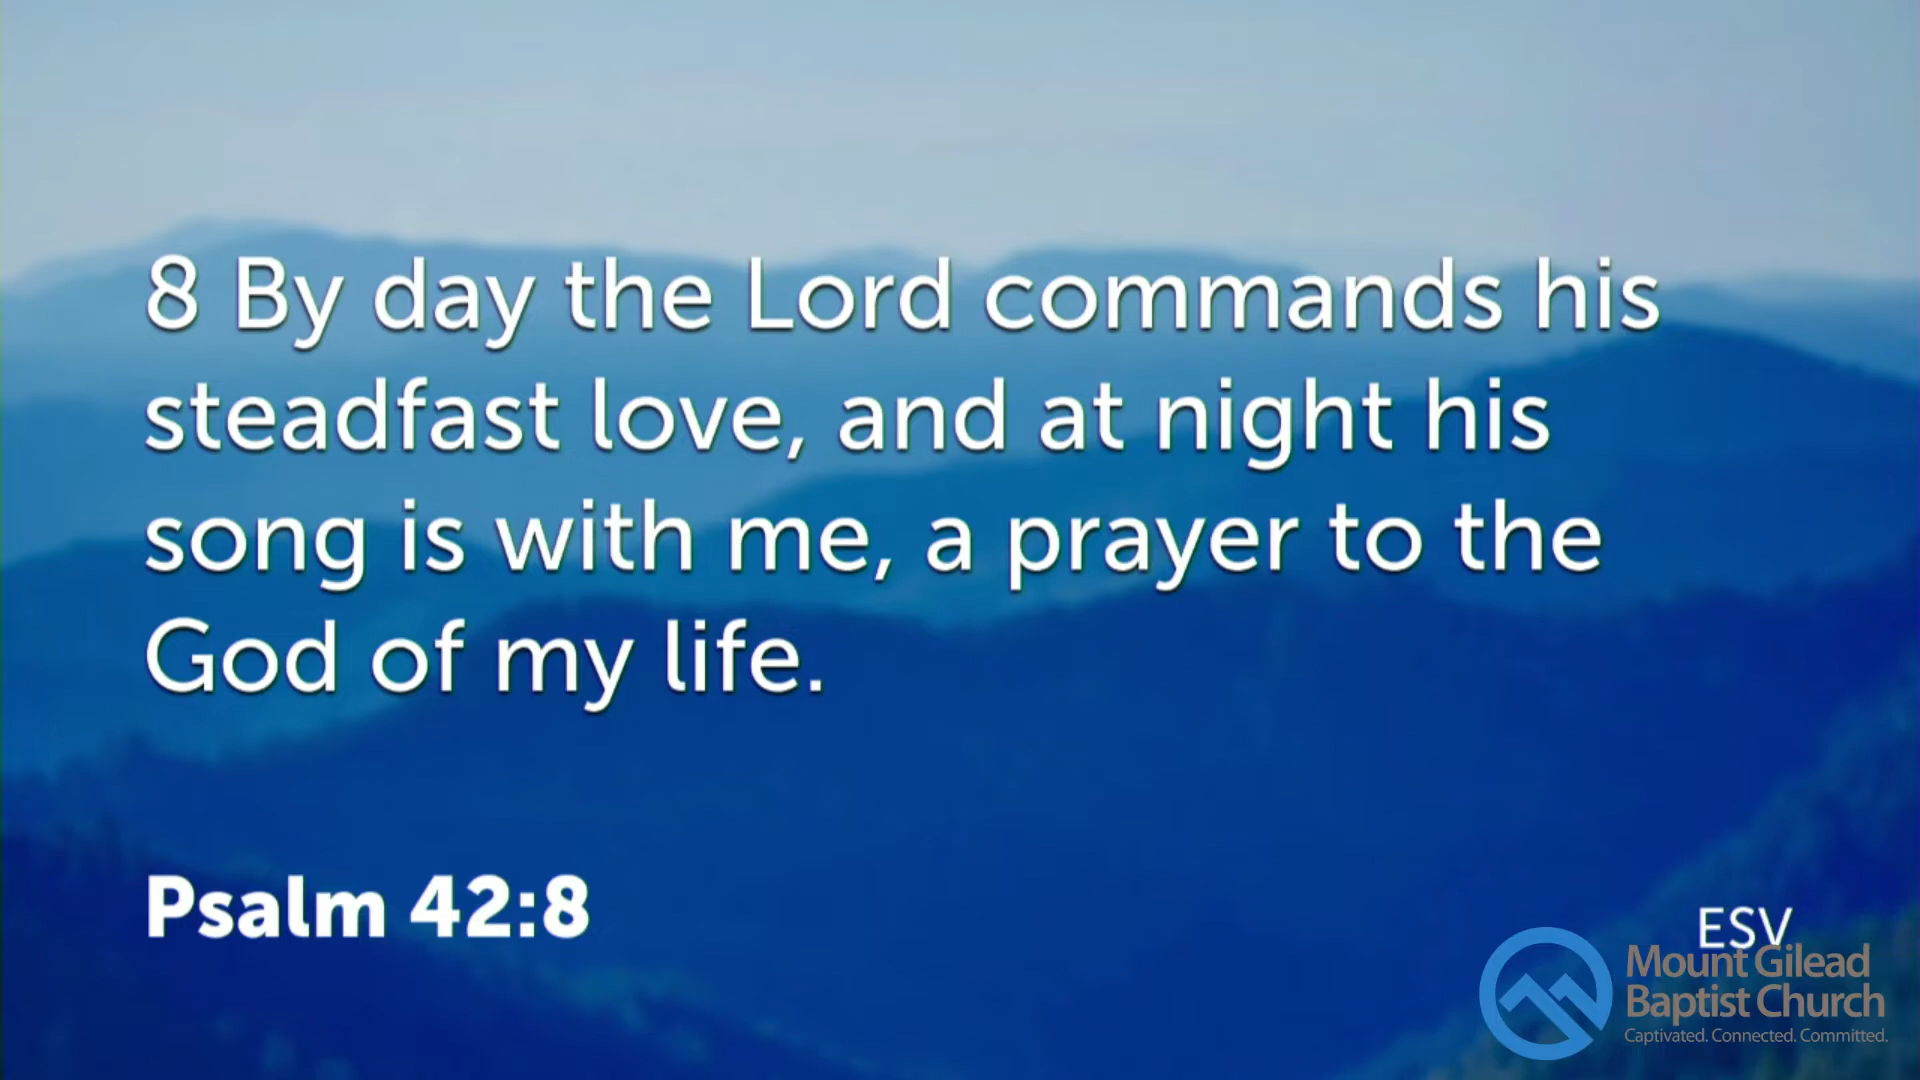 8 By day the Lord commands his
steadfast love, and at night his
song is with me, a prayer to the
God of my life.
Psalm 42:8
ESV
Mount Gilead
Baptist Church
Captivated. Connected. Committed.